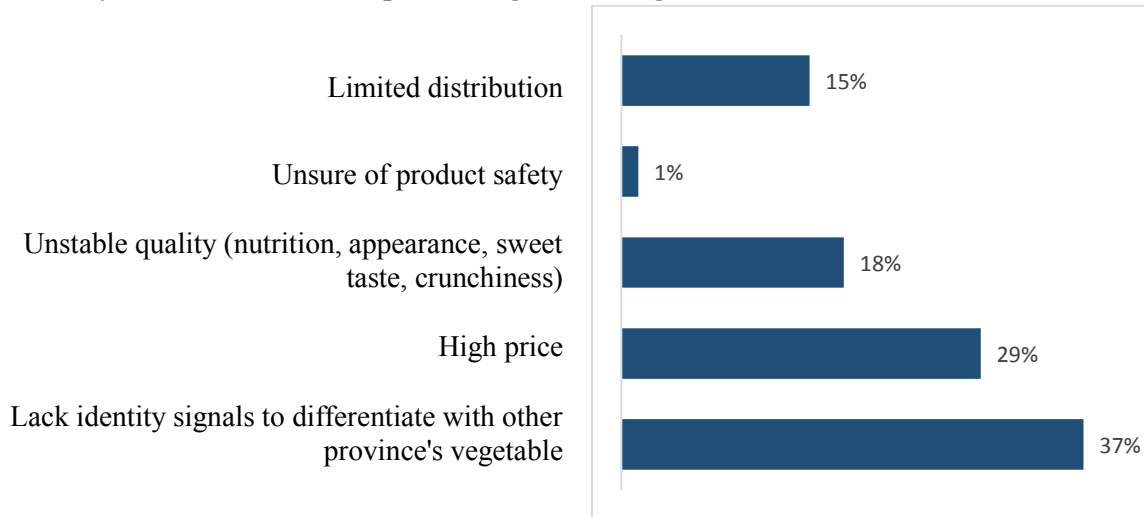 Limited distribution
15%
Unsure of product safety
1%
Unstable quality (nutrition, appearance, sweet
taste, crunchiness)
18%
High price
29%
Lack identity signals to differentiate with other
province's vegetable
37%